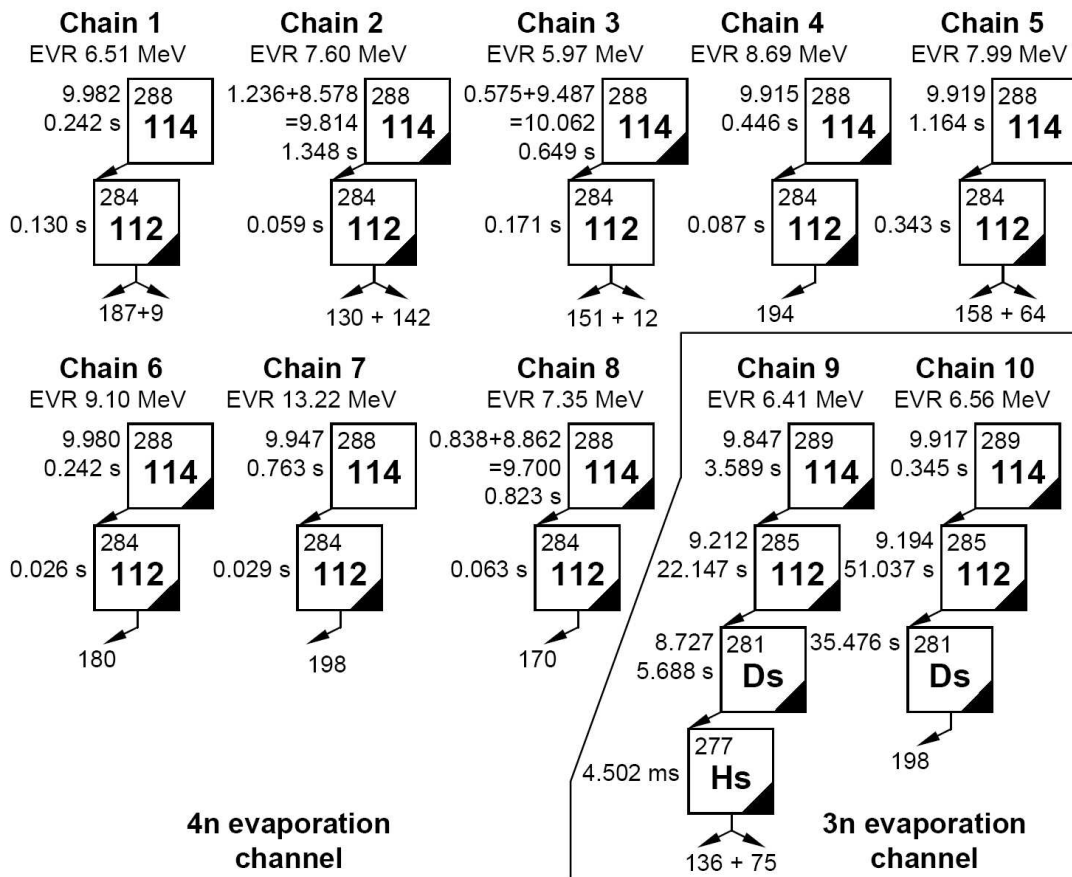 Chain 1
EVR 6.51 MeV
9.982
0.242 s
288
114
0.130 s
284
112
187+9
Chain 2
EVR 7.60 MeV
1.236+8.578
=9.814
1.348 s
288
114
0.059 s
284
112
130 + 142
Chain 3
EVR 5.97 MeV
0.575+9.487
=10.062
0.649 s
288
114
0.171 s
284
112
151 + 12
Chain 4
EVR 8.69 MeV
9.915
0.446 s
288
114
0.087 s
284
112
194
Chain 5
EVR 7.99 MeV
9.919
1.164 s
288
114
0.343 s
284
112
158 + 64
Chain 6
EVR 9.10 MeV
9.980
0.242 s
288
114
0.026 s
284
112
180
Chain 7
EVR 13.22 MeV
9.947
0.763 s
288
114
0.029 s
284
112
198
Chain 8
EVR 7.35 MeV
0.838+8.862
=9.700
0.823 s
288
114
0.063 s
284
112
170
Chain 9
EVR 6.41 MeV
9.847
3.589 s
289
114
9.212
22.147 s
285
112
8.727
5.688 s
281
Ds
4.502 ms
277
Hs
136 + 75
Chain 10
EVR 6.56 MeV
9.917
0.345 s
289
114
9.194
51.037 s
285
112
35.476 s
281
Ds
198
4n evaporation
channel
3n evaporation
channel